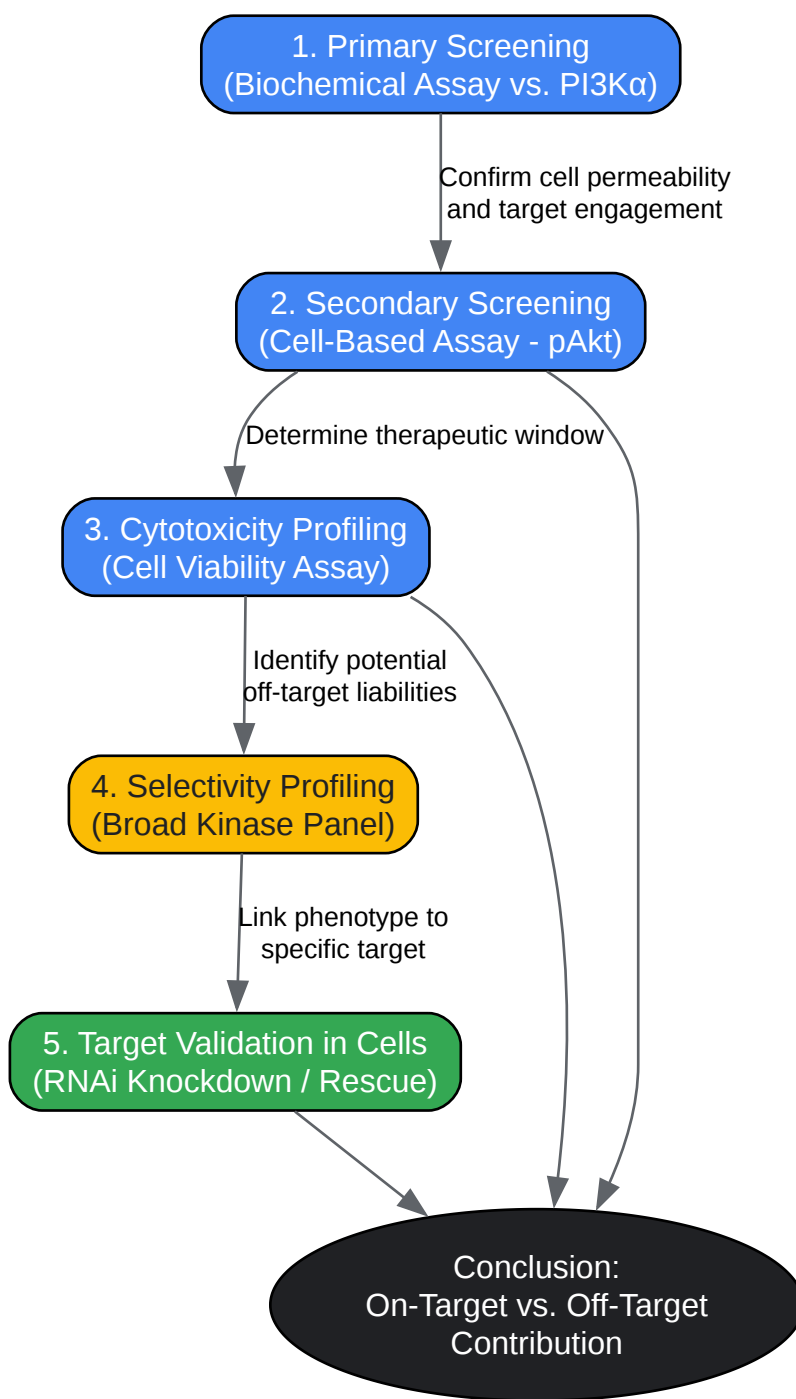 1. Primary Screening
(Biochemical Assay vs. PI3Kα)
Confirm cell permeability
and target engagement
2. Secondary Screening
(Cell-Based Assay - pAkt)
Determine therapeutic window
3. Cytotoxicity Profiling
(Cell Viability Assay)
Identify potential
off-target liabilities
4. Selectivity Profiling
(Broad Kinase Panel)
Link phenotype to
specific target
5. Target Validation in Cells
(RNAi Knockdown / Rescue)
Conclusion:
On-Target vs. Off-Target
Contribution